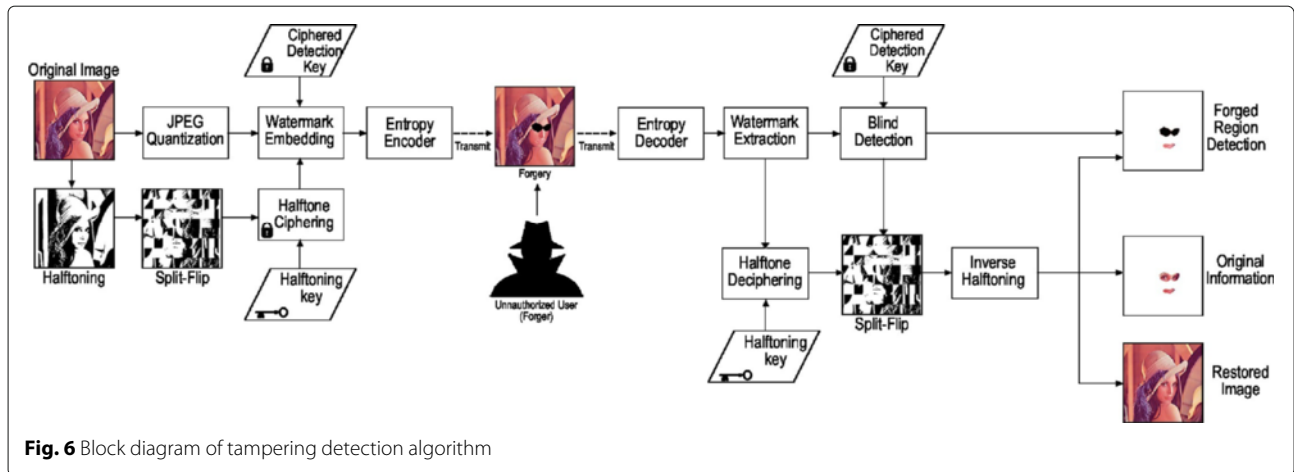 Original Image
JPEG
Quantization
Ciphered
Detection
Key
Watermark
Embedding
Entropy
Encoder
Transmit
Forgery
Transmit
Entropy
Decoder
Watermark
Extraction
Ciphered
Detection
Key
Blind
Detection
Forged
Region
Detection
Halftoning
Split-Flip
Halftone
Ciphering
Halftoning
key
Unnauthorized User
(Forger)
Halftone
Deciphering
Halftoning
key
Split-Flip
Inverse
Halftoning
Original
Information
Restored
Image
Fig. 6 Block diagram of tampering detection algorithm